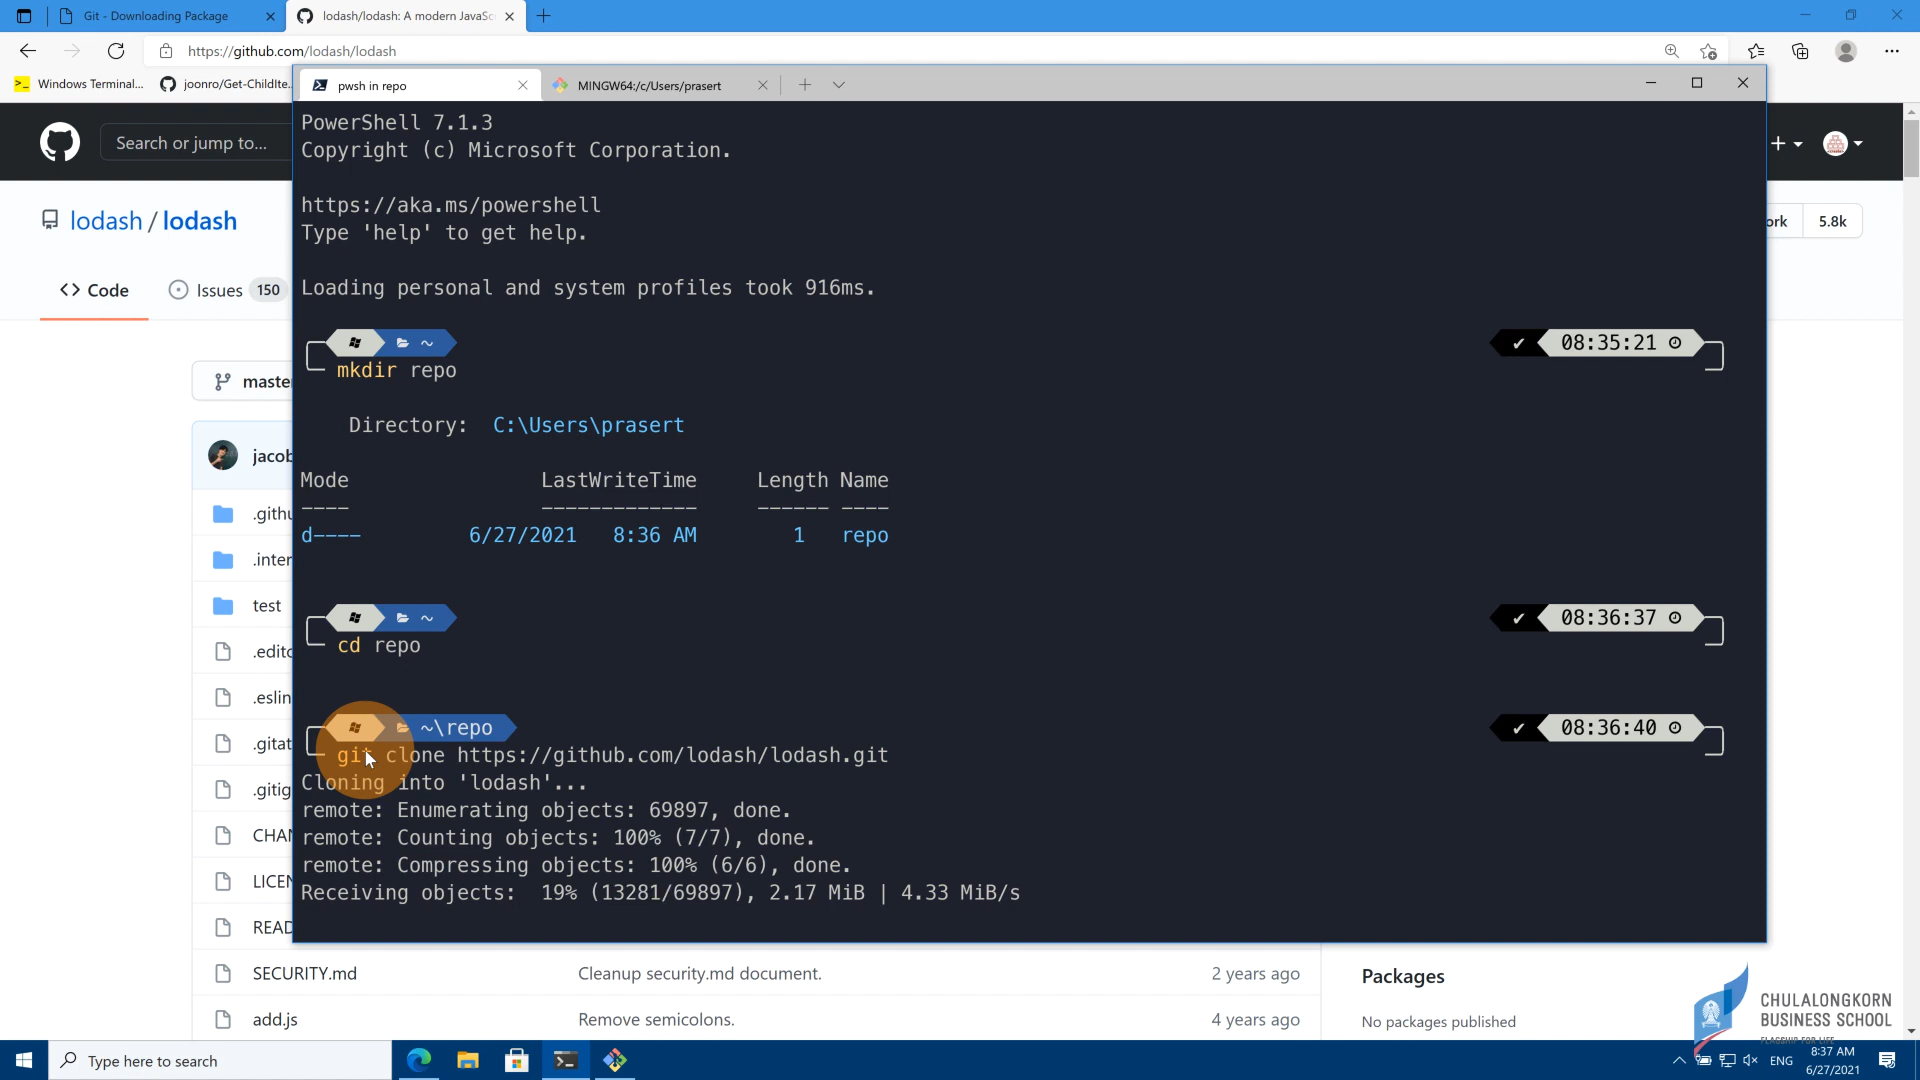 Git - Downloading Package
lodash/lodash: A modern JavaSc
https://github.com/lodash/lodash
Windows Terminal...
joonro/Get-ChildIte...
pwsh in repo
MINGW64:/c/Users/prasert
Search or jump to...
lodash / lodash
ork
5.8k
Code
Issues 150
maste
jacob
.githu
.inter
test
.edito
.eslin
.gitat
.gitig
CHAN
LICEN
READ
SECURITY.md
Cleanup security.md document.
2 years ago
add.js
Remove semicolons.
4 years ago
Packages
No packages published
PowerShell 7.1.3
Copyright (c) Microsoft Corporation.
https://aka.ms/powershell
Type 'help' to get help.
Loading personal and system profiles took 916ms.
~
✔ 08:35:21
mkdir repo
Directory: C:\Users\prasert
Mode LastWriteTime Length Name
---- ------------- ------ ----
d---- 6/27/2021 8:36 AM 1 repo
~
✔ 08:36:37
cd repo
~\repo
✔ 08:36:40
git clone https://github.com/lodash/lodash.git
Cloning into 'lodash'...
remote: Enumerating objects: 69897, done.
remote: Counting objects: 100% (7/7), done.
remote: Compressing objects: 100% (6/6), done.
Receiving objects: 19% (13281/69897), 2.17 MiB | 4.33 MiB/s
CHULALONGKORN
BUSINESS SCHOOL
Type here to search
ENG
8:37 AM
6/27/2021